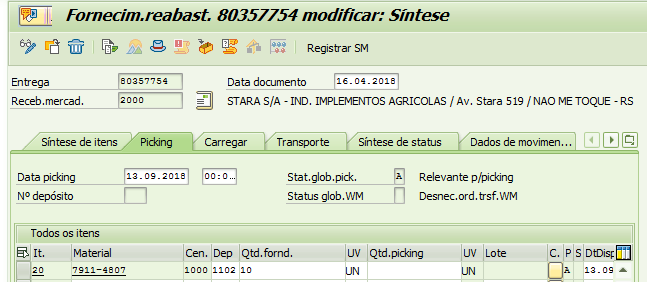 Fornecim.reabast. 80357754 modificar: Síntese
Registrar SM
Entrega 80357754 Data documento 16.04.2018
Receb.mercad. 2000 STARA S/A - IND. IMPLEMENTOS AGRICOLAS / Av. Stara 519 / NAO ME TOQUE - RS
Síntese de itens Picking Carregar Transporte Síntese de status Dados de movimen...
Data picking 13.09.2018 00:0... Stat.glob.pick. A Relevante p/picking
Nº depósito Status glob.WM Desnec.ord.trsf.WM
Todos os itens
It. Material Cen. Dep Qtd.fornd. UV Qtd.picking UV Lote C. P S DtDisp
20 7911-4807 1000 1102 10 UN UN A 13.09